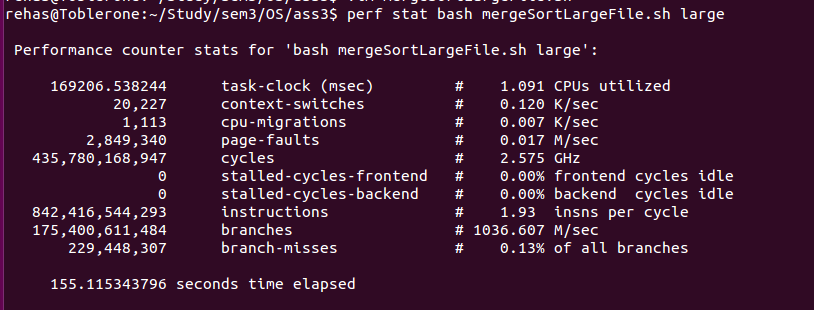 rehas@Toblerone:~/Study/sem3/OS/ass3$ perf stat bash mergeSortLargeFile.sh large
Performance counter stats for 'bash mergeSortLargeFile.sh large':
169206.538244 task-clock (msec) # 1.091 CPUs utilized
20,227 context-switches # 0.120 K/sec
1,113 cpu-migrations # 0.007 K/sec
2,849,340 page-faults # 0.017 M/sec
435,780,168,947 cycles # 2.575 GHz
0 stalled-cycles-frontend # 0.00% frontend cycles idle
0 stalled-cycles-backend # 0.00% backend cycles idle
842,416,544,293 instructions # 1.93 insns per cycle
175,400,611,484 branches # 1036.607 M/sec
229,448,307 branch-misses # 0.13% of all branches
155.115343796 seconds time elapsed